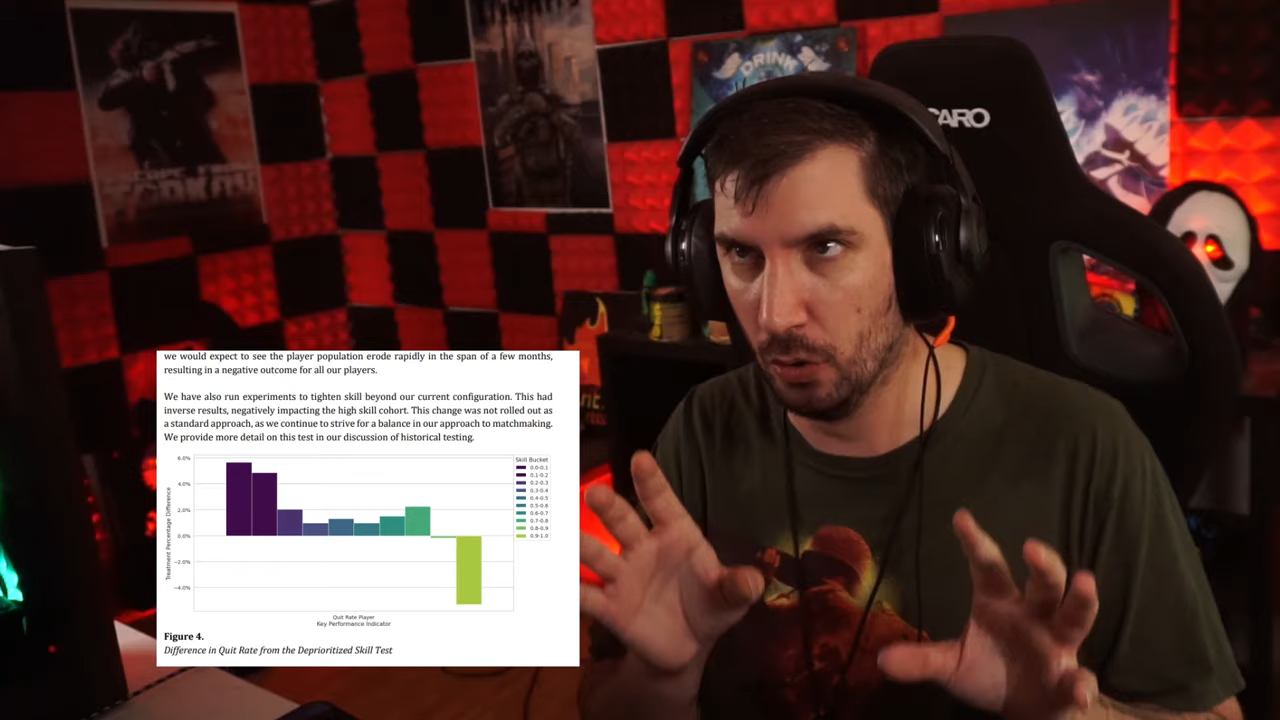 DRINK
CARO
we would expect to see the player population erode rapidly in the span of a few months,
resulting in a negative outcome for all our players.
We have also run experiments to tighten skill beyond our current configuration. This had
inverse results, negatively impacting the high skill cohort. This change was not rolled out as
a standard approach, as we continue to strive for a balance in our approach to matchmaking.
We provide more detail on this test in our discussion of historical testing.
6.0%
4.0%
2.0%
0.0%
−2.0%
−4.0%
Treatment Percentage Difference
Skill Bucket
0.0-0.1
0.1-0.2
0.2-0.3
0.3-0.4
0.4-0.5
0.5-0.6
0.6-0.7
0.7-0.8
0.8-0.9
0.9-1.0
Quit Rate Player
Key Performance Indicator
Figure 4.
Difference in Quit Rate from the Deprioritized Skill Test